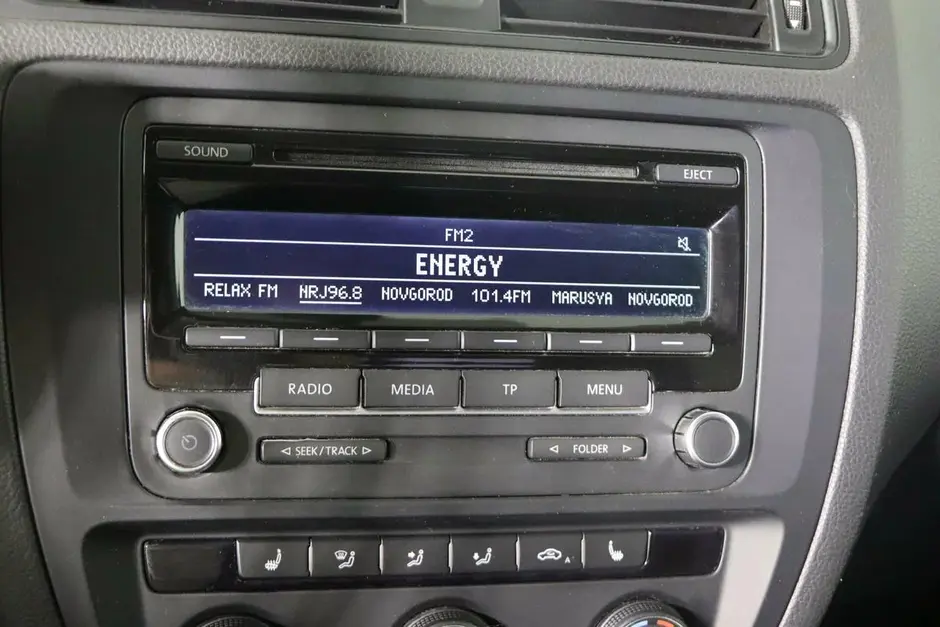 SOUND
EJECT
FM2
ENERGY
RELAX FM NRJ96.8 NOVGOROD 101.4FM MARUSYA NOVGOROD
RADIO MEDIA TP MENU
SEEK/TRACK FOLDER
A